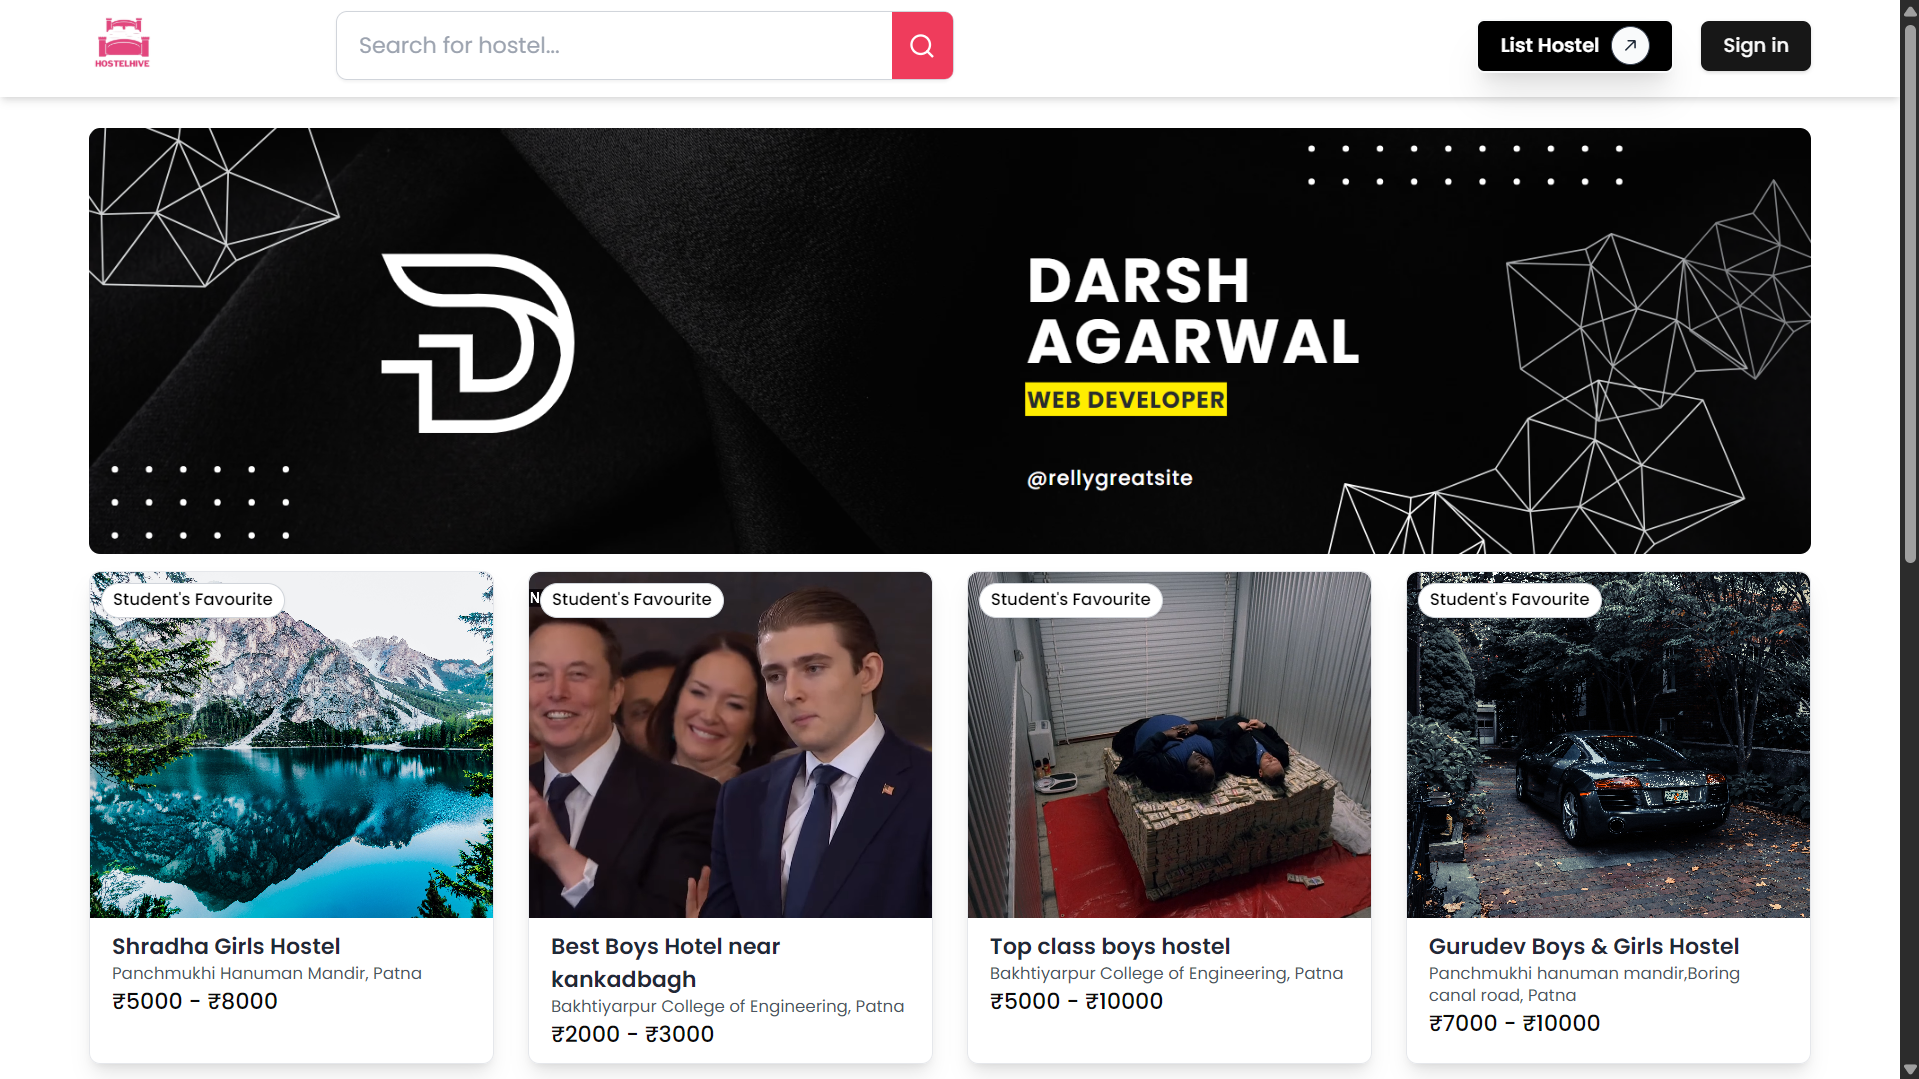 HOSTELHIVE
Search for hostel...
List Hostel
Sign in
DARSH
AGARWAL
WEB DEVELOPER
@rellygreatsite
Student's Favourite
N
Student's Favourite
Student's Favourite
Student's Favourite
Shradha Girls Hostel
Panchmukhi Hanuman Mandir, Patna
₹5000 - ₹8000
Best Boys Hotel near
kankadbagh
Bakhtiyarpur College of Engineering, Patna
₹2000 - ₹3000
Top class boys hostel
Bakhtiyarpur College of Engineering, Patna
₹5000 - ₹10000
Gurudev Boys & Girls Hostel
Panchmukhi hanuman mandir,Boring
canal road, Patna
₹7000 - ₹10000